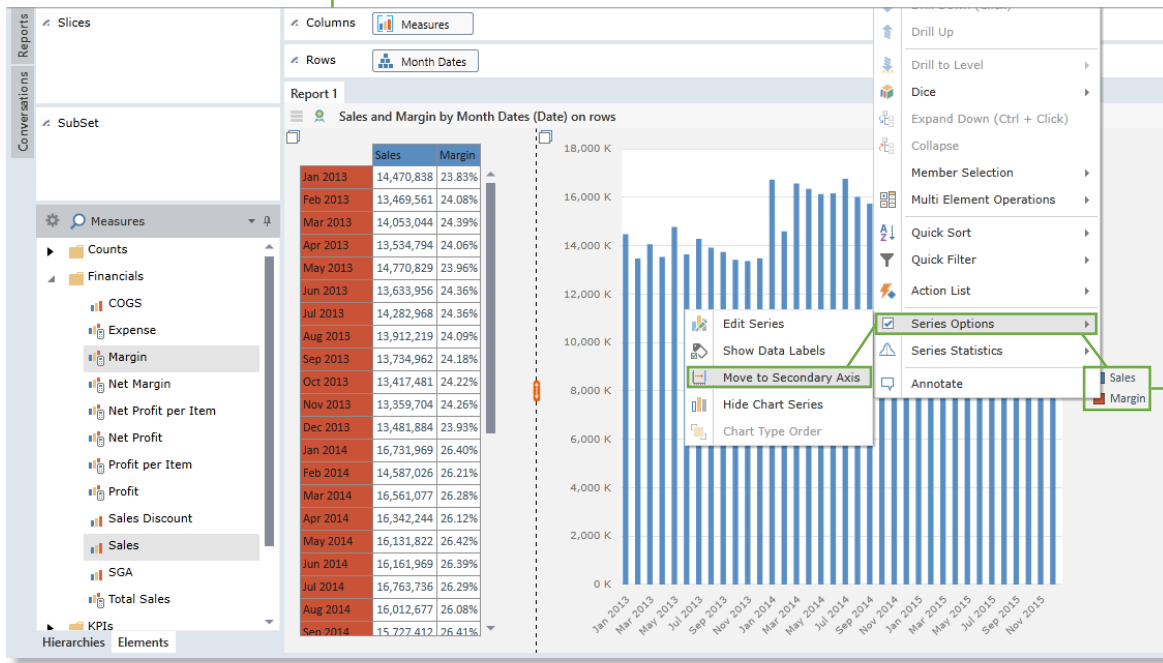 Reports
Conversations
Slices
SubSet
Measures
Counts
Financials
COGS
Expense
Margin
Net Margin
Net Profit per Item
Net Profit
Profit per Item
Profit
Sales Discount
Sales
SGA
Total Sales
KPIs
Hierarchies Elements
Columns Measures
Rows Month Dates
Report 1
Sales and Margin by Month Dates (Date) on rows
Sales Margin
Jan 2013 14,470,838 23.83%
Feb 2013 13,469,561 24.08%
Mar 2013 14,053,044 24.39%
Apr 2013 13,534,794 24.06%
May 2013 14,770,829 23.96%
Jun 2013 13,633,956 24.36%
Jul 2013 14,282,968 24.36%
Aug 2013 13,912,219 24.09%
Sep 2013 13,734,962 24.18%
Oct 2013 13,417,481 24.22%
Nov 2013 13,359,704 24.26%
Dec 2013 13,481,884 23.93%
Jan 2014 16,731,969 26.40%
Feb 2014 14,587,026 26.21%
Mar 2014 16,561,077 26.28%
Apr 2014 16,342,244 26.12%
May 2014 16,131,822 26.42%
Jun 2014 16,161,969 26.39%
Jul 2014 16,763,736 26.29%
Aug 2014 16,012,677 26.08%
Sep 2014 15,727,412 26.41%
18,000 K
16,000 K
14,000 K
12,000 K
10,000 K
8,000 K
6,000 K
4,000 K
2,000 K
0 K
Jan 2013
Mar 2013
May 2013
Jul 2013
Sep 2013
Nov 2013
Jan 2014
Mar 2014
May 2014
Jul 2014
Sep 2014
Nov 2014
Jan 2015
Mar 2015
May 2015
Jul 2015
Sep 2015
Nov 2015
Drill Down (Click)
Drill Up
Drill to Level
Dice
Expand Down (Ctrl + Click)
Collapse
Member Selection
Multi Element Operations
Quick Sort
Quick Filter
Action List
Series Options
Series Statistics
Annotate
Edit Series
Show Data Labels
Move to Secondary Axis
Hide Chart Series
Chart Type Order
Sales
Margin